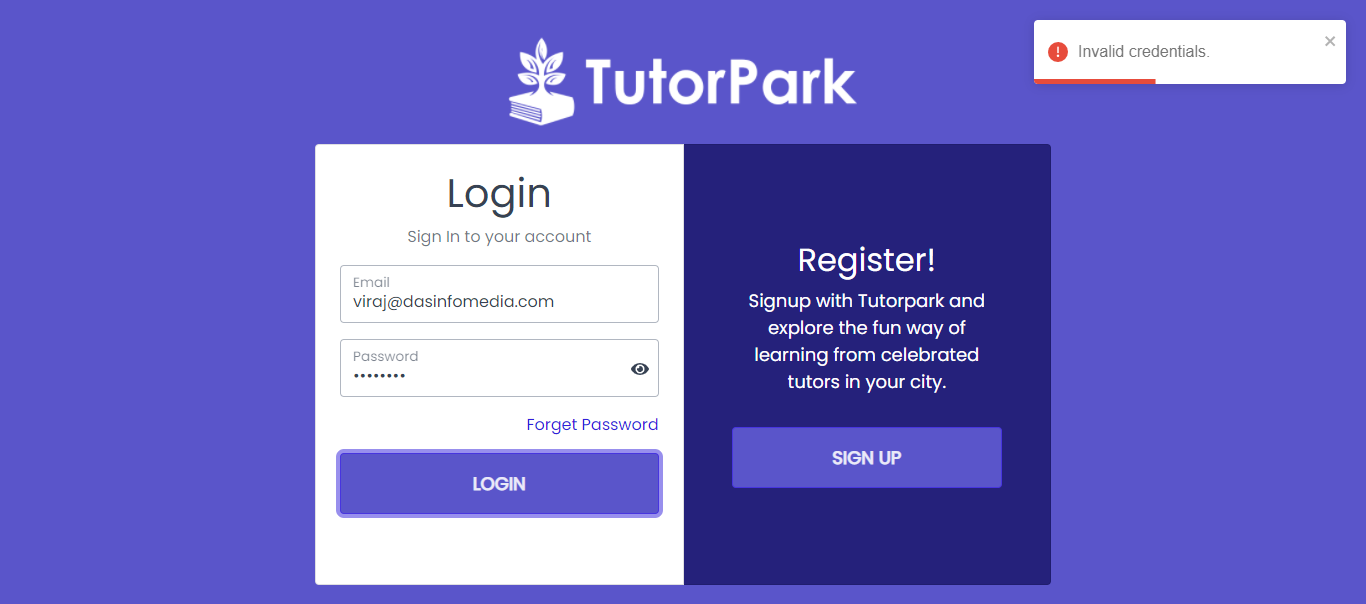 TutorPark
Invalid credentials.
Login
Sign In to your account
Email
viraj@dasinfomedia.com
Password
••••••••
Forget Password
LOGIN
Register!
Signup with Tutorpark and
explore the fun way of
learning from celebrated
tutors in your city.
SIGN UP